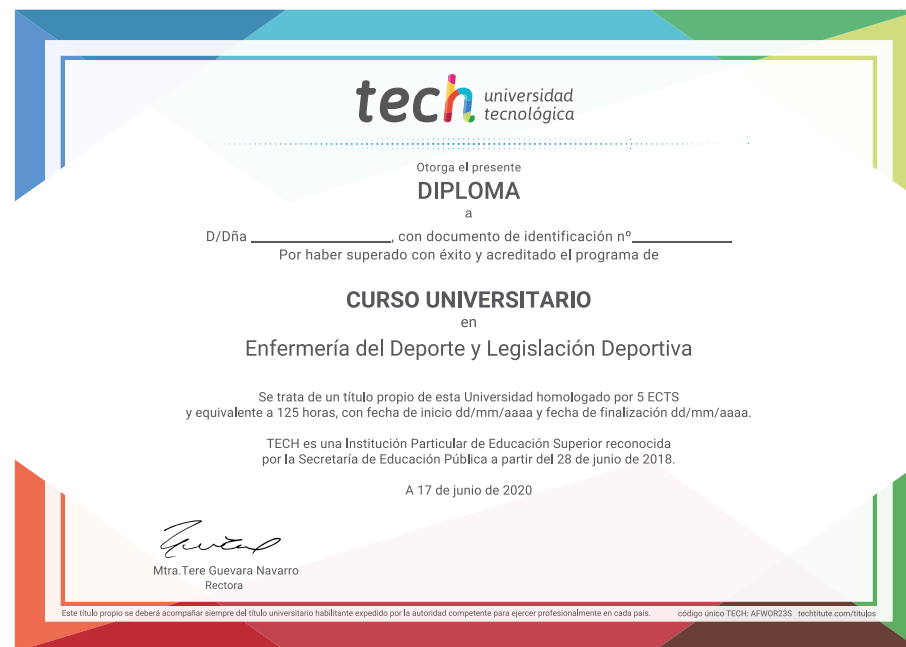 tech universidad
tecnológica
Otorga el presente
DIPLOMA
a
D/Dña ____________________, con documento de identificación nº______________
Por haber superado con éxito y acreditado el programa de
CURSO UNIVERSITARIO
en
Enfermería del Deporte y Legislación Deportiva
Se trata de un título propio de esta Universidad homologado por 5 ECTS
y equivalente a 125 horas, con fecha de inicio dd/mm/aaaa y fecha de finalización dd/mm/aaaa.
TECH es una Institución Particular de Educación Superior reconocida
por la Secretaría de Educación Pública a partir del 28 de junio de 2018.
A 17 de junio de 2020
Mtra.Tere Guevara Navarro
Rectora
Este título propio se deberá acompañar siempre del título universitario habilitante expedido por la autoridad competente para ejercer profesionalmente en cada país. código único TECH: AFWOR23S techtitute.com/titulos